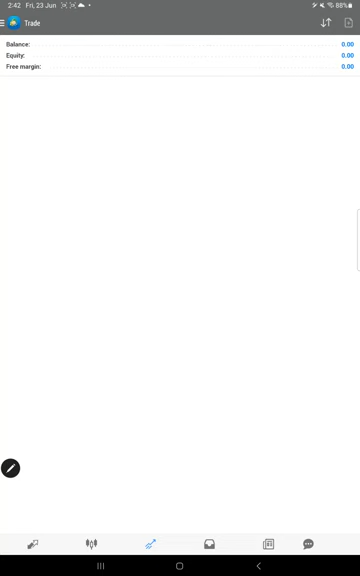 2:42 Fri, 23 Jun 88%
Trade
Balance: 0.00
Equity: 0.00
Free margin: 0.00